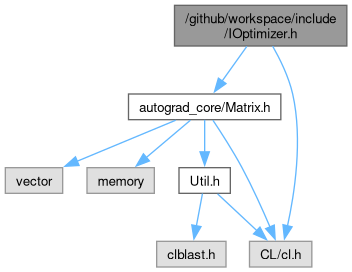 /github/workspace/include
/IOptimizer.h
autograd_core/Matrix.h
vector
memory
Util.h
clblast.h
CL/cl.h